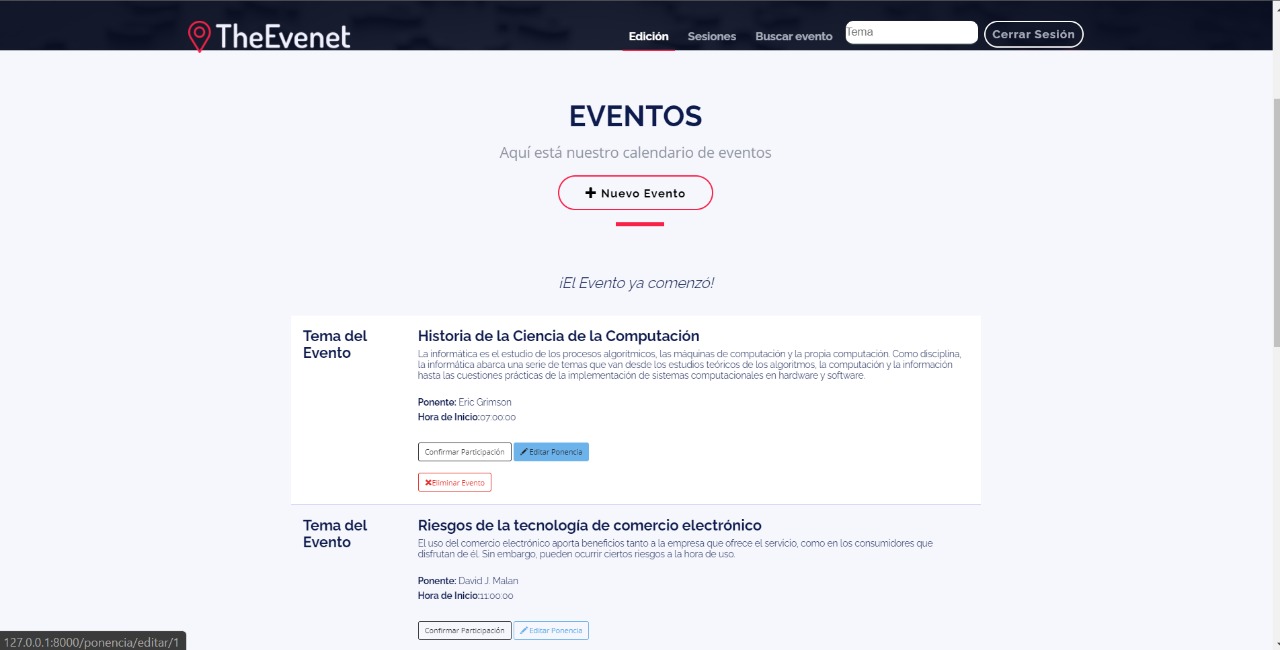 TheEvenet
Edición
Sesiones
Buscar evento
Tema
Cerrar Sesión
EVENTOS
Aquí está nuestro calendario de eventos
Nuevo Evento
¡El Evento ya comenzó!
Tema del
Evento
Historia de la Ciencia de la Computación
La informática es el estudio de los procesos algorítmicos, las máquinas de computación y la propia computación. Como disciplina,
la informática abarca una serie de temas que van desde los estudios teóricos de los algoritmos, la computación y la información
hasta las cuestiones prácticas de la implementación de sistemas computacionales en hardware y software.
Ponente: Eric Grimson
Hora de Inicio:07:00:00
Confirmar Participación
Editar Ponencia
Eliminar Evento
Tema del
Evento
Riesgos de la tecnología de comercio electrónico
El uso del comercio electrónico aporta beneficios tanto a la empresa que ofrece el servicio, como en los consumidores que
disfrutan de él. Sin embargo, pueden ocurrir ciertos riesgos a la hora de uso.
Ponente: David J. Malan
Hora de Inicio:11:00:00
Confirmar Participación
Editar Ponencia
127.0.0.1:8000/ponencia/editar/1